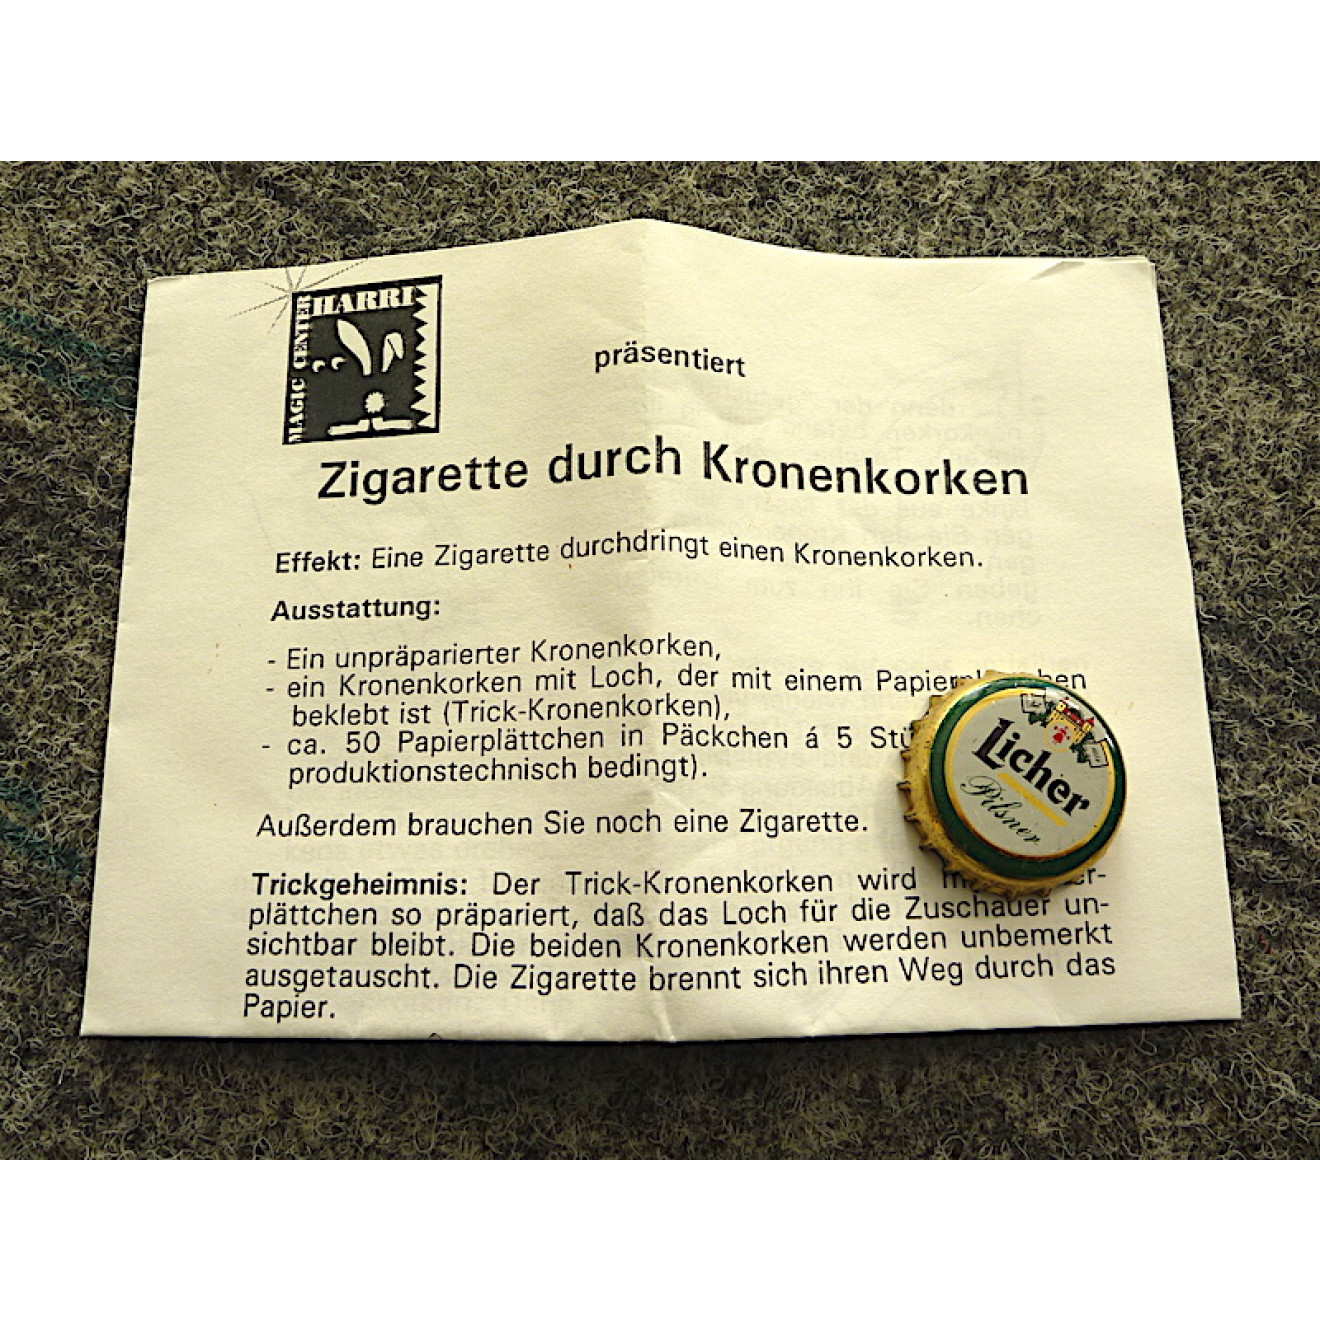 MAGIC CENTER
HARRI
präsentiert
Zigarette durch Kronenkorken
Effekt: Eine Zigarette durchdringt einen Kronenkorken.
Ausstattung:
- Ein unpräparierter Kronenkorken,
- ein Kronenkorken mit Loch, der mit einem
beklebt ist (Trick-Kronenkorken),
- ca. 50 Papierplättchen in Päckchen á 5
produktionstechnisch bedingt).
Außerdem brauchen Sie noch eine Zigarette.
Trickgeheimnis: Der Trick-Kronenkorken wird
plättchen so präpariert, daß das Loch für die Zuschauer un-
sichtbar bleibt. Die beiden Kronenkorken werden unbemerkt
ausgetauscht. Die Zigarette brennt sich ihren Weg durch das
Papier.
Licher
Pilsner